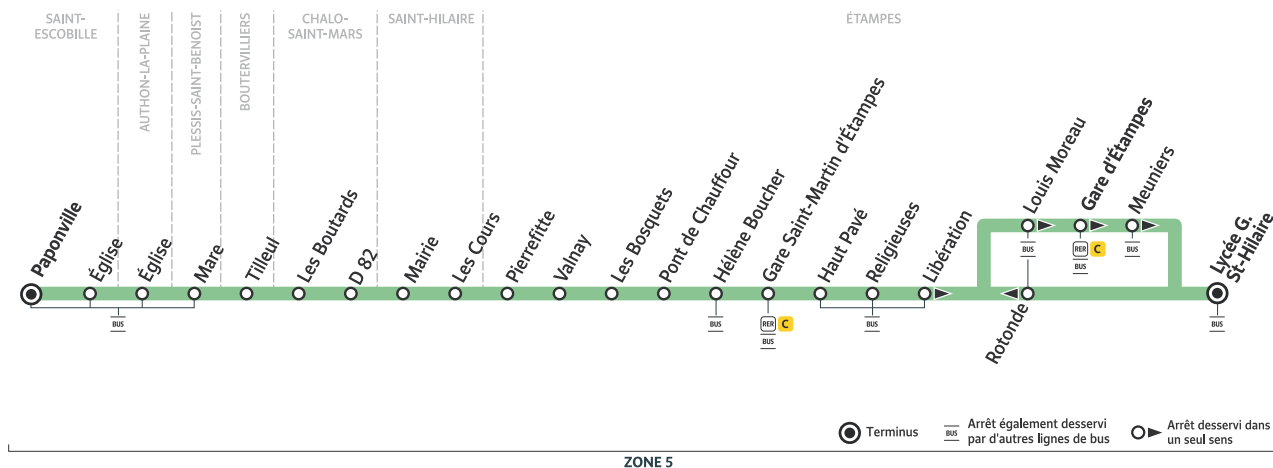 SAINT-
ESCOBILLE
AUTHON-LA-PLAINE
PLESSIS-SAINT-BENOIST
BOUTERVILLIERS
CHALO-
SAINT-MARS
SAINT-HILAIRE
ÉTAMPES
Paponville
Église
Église
Mare
Tilleul
Les Boutards
D 82
Mairie
Les Cours
Pierrefitte
Valnay
Les Bosquets
Pont de Chauffour
Hélène Boucher
Gare Saint-Martin d'Étampes
Haut Pavé
Religieuses
Libération
Louis Moreau
Gare d'Étampes
Meuniers
Rotonde
Lycée G.
St-Hilaire
BUS
BUS
RER C
BUS
BUS
BUS
RER C
BUS
BUS
BUS
Terminus
BUS
Arrêt également desservi
par d'autres lignes de bus
Arrêt desservi dans
un seul sens
ZONE 5